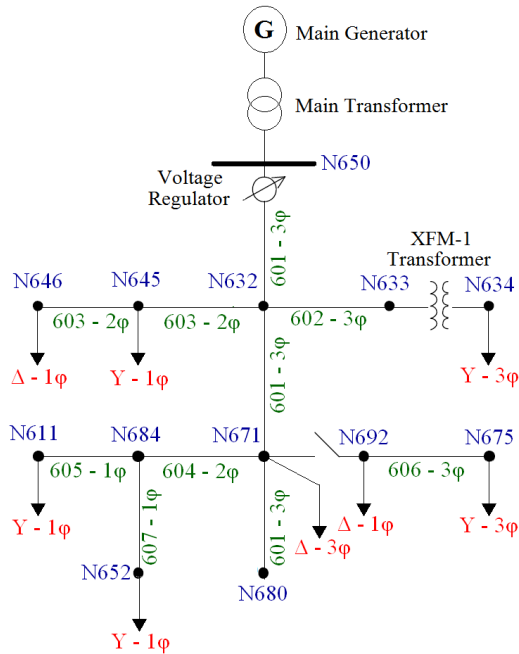 G
Main Generator
Main Transformer
N650
Voltage
Regulator
601 - 3φ
XFM-1
Transformer
N646
N645
N632
N633
N634
603 - 2φ
603 - 2φ
602 - 3φ
Δ - 1φ
Y - 1φ
Y - 3φ
601 - 3φ
N611
N684
N671
N692
N675
605 - 1φ
604 - 2φ
606 - 3φ
Y - 1φ
607 - 1φ
601 - 3φ
Δ - 3φ
Δ - 1φ
Y - 3φ
N652
N680
Y - 1φ